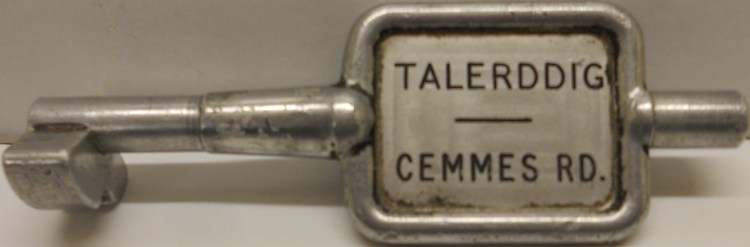 TALERDDIG
—
CEMMES RD.